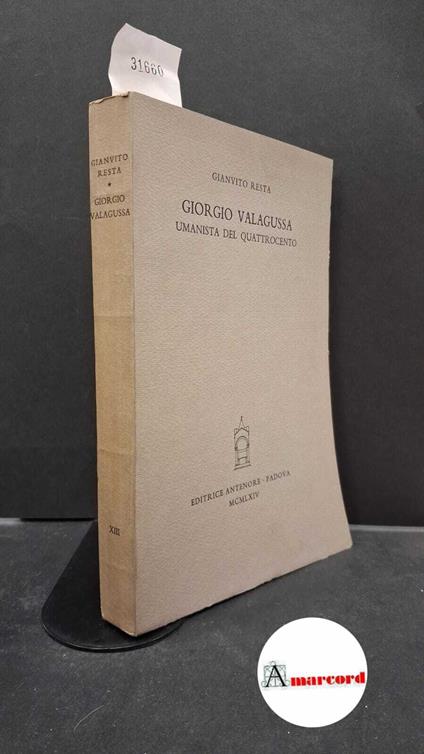 31660
GIANVITO
RESTA
*
GIORGIO
VALAGUSSA
XIII
GIANVITO RESTA
GIORGIO VALAGUSSA
UMANISTA DEL QUATTROCENTO
EDITRICE ANTENORE - PADOVA
MCMLXIV
Amarcord